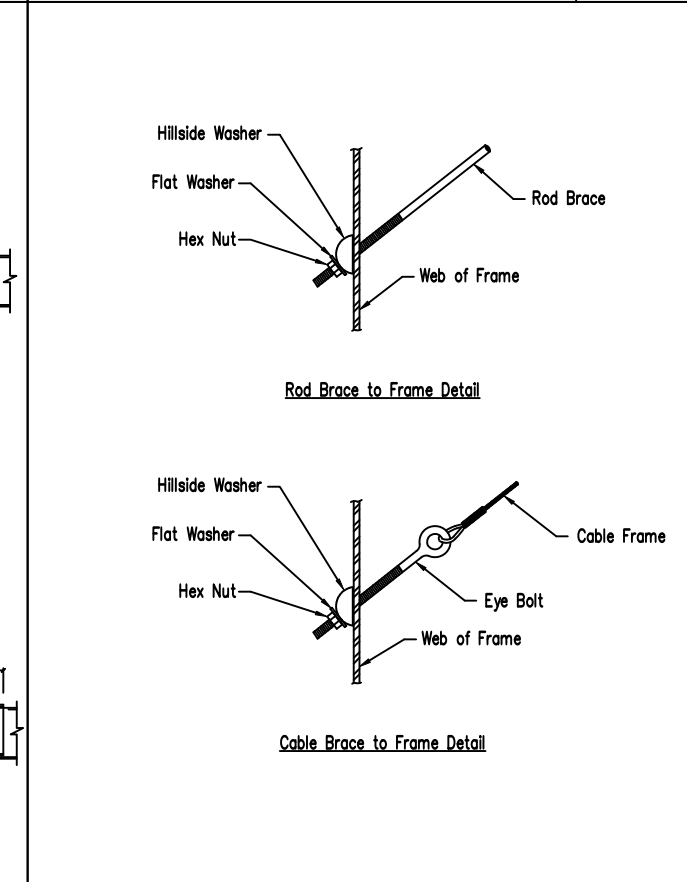 Hillside Washer
Flat Washer
Rod Brace
Hex Nut
Web of Frame
Rod Brace to Frame Detail
Hillside Washer
Flat Washer
Cable Frame
Hex Nut
Eye Bolt
Web of Frame
Cable Brace to Frame Detail